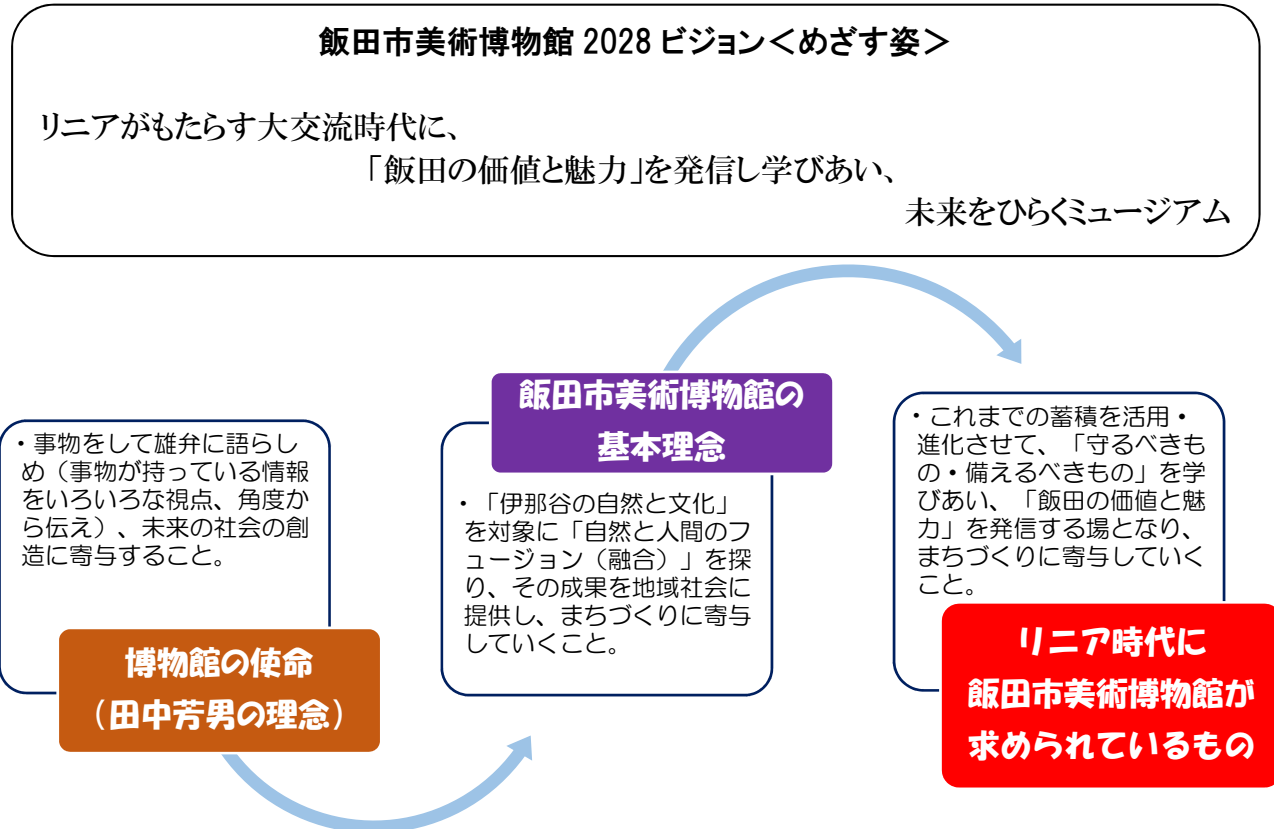 飯田市美術博物館 2028 ビジョン＜めざす姿＞
リニアがもたらす大交流時代に、
「飯田の価値と魅力」を発信し学びあい、
未来をひらくミュージアム
・事物をして雄弁に語らし
め（事物が持っている情報
をいろいろな視点、角度か
ら伝え）、未来の社会の創
造に寄与すること。
博物館の使命
（田中芳男の理念）
飯田市美術博物館の
基本理念
・「伊那谷の自然と文化」
を対象に「自然と人間のフ
ュージョン（融合）」を探
り、その成果を地域社会に
提供し、まちづくりに寄与
していくこと。
・これまでの蓄積を活用・
進化させて、「守るべきも
の・備えるべきもの」を学
びあい、「飯田の価値と魅
力」を発信する場となり、
まちづくりに寄与していく
こと。
リニア時代に
飯田市美術博物館が
求められているもの